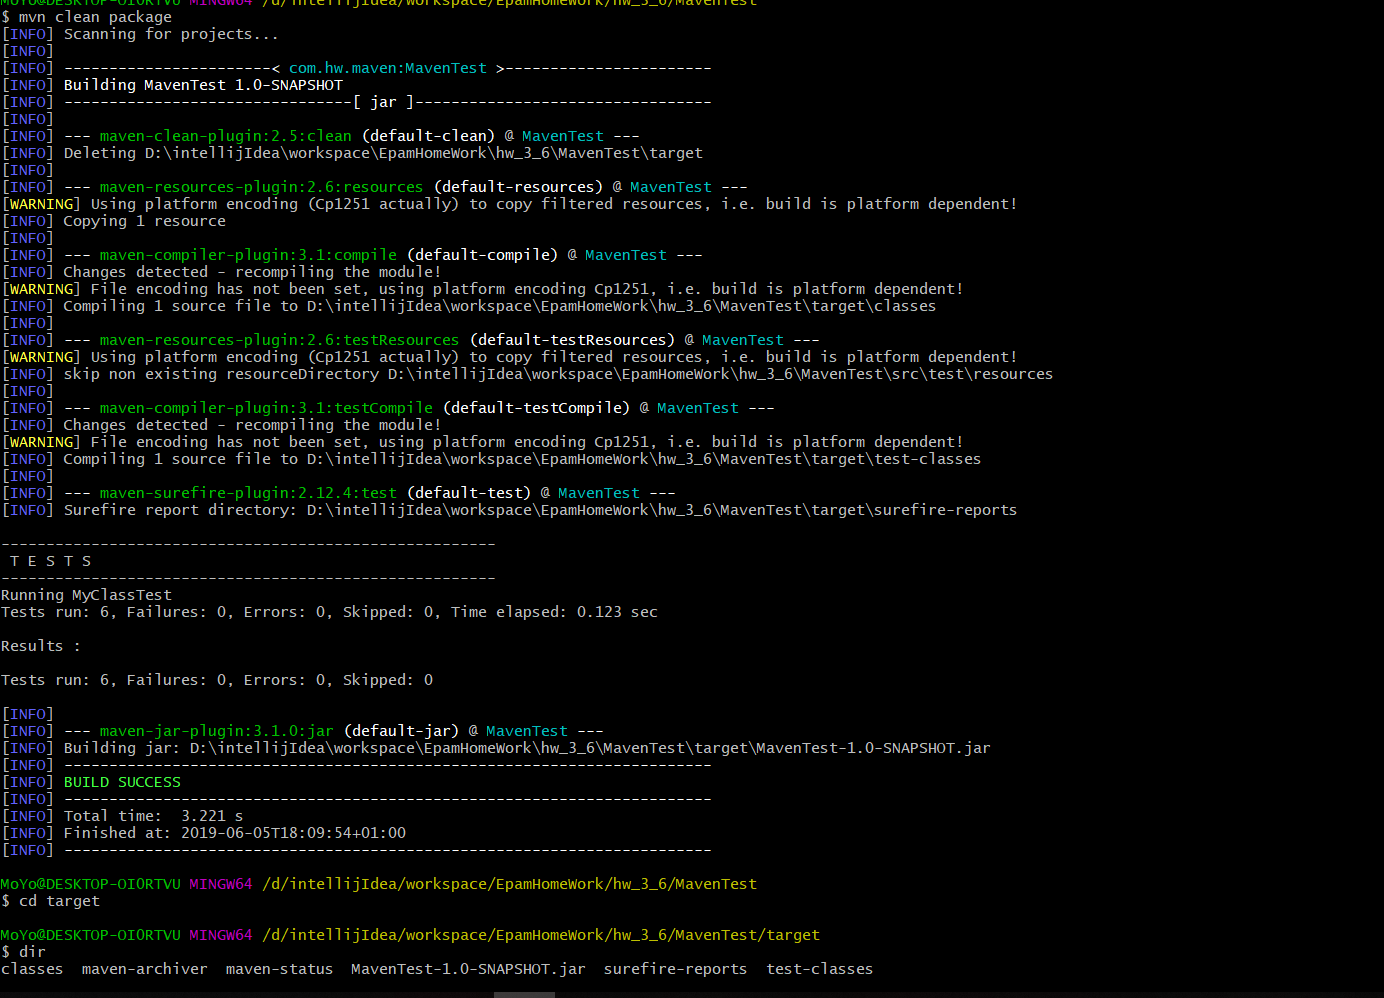 MoYo@DESKTOP-OI0RTVU MINGW64 /d/intellijIdea/workspace/EpamHomeWork/hw_3_6/MavenTest
$ mvn clean package
[INFO] Scanning for projects...
[INFO]
[INFO] -----------------------< com.hw.maven:MavenTest >-----------------------
[INFO] Building MavenTest 1.0-SNAPSHOT
[INFO] --------------------------------[ jar ]---------------------------------
[INFO]
[INFO] --- maven-clean-plugin:2.5:clean (default-clean) @ MavenTest ---
[INFO] Deleting D:\intellijIdea\workspace\EpamHomeWork\hw_3_6\MavenTest\target
[INFO]
[INFO] --- maven-resources-plugin:2.6:resources (default-resources) @ MavenTest ---
[WARNING] Using platform encoding (Cp1251 actually) to copy filtered resources, i.e. build is platform dependent!
[INFO] Copying 1 resource
[INFO]
[INFO] --- maven-compiler-plugin:3.1:compile (default-compile) @ MavenTest ---
[INFO] Changes detected - recompiling the module!
[WARNING] File encoding has not been set, using platform encoding Cp1251, i.e. build is platform dependent!
[INFO] Compiling 1 source file to D:\intellijIdea\workspace\EpamHomeWork\hw_3_6\MavenTest\target\classes
[INFO]
[INFO] --- maven-resources-plugin:2.6:testResources (default-testResources) @ MavenTest ---
[WARNING] Using platform encoding (Cp1251 actually) to copy filtered resources, i.e. build is platform dependent!
[INFO] skip non existing resourceDirectory D:\intellijIdea\workspace\EpamHomeWork\hw_3_6\MavenTest\src\test\resources
[INFO]
[INFO] --- maven-compiler-plugin:3.1:testCompile (default-testCompile) @ MavenTest ---
[INFO] Changes detected - recompiling the module!
[WARNING] File encoding has not been set, using platform encoding Cp1251, i.e. build is platform dependent!
[INFO] Compiling 1 source file to D:\intellijIdea\workspace\EpamHomeWork\hw_3_6\MavenTest\target\test-classes
[INFO]
[INFO] --- maven-surefire-plugin:2.12.4:test (default-test) @ MavenTest ---
[INFO] Surefire report directory: D:\intellijIdea\workspace\EpamHomeWork\hw_3_6\MavenTest\target\surefire-reports

-------------------------------------------------------
 T E S T S
-------------------------------------------------------
Running MyClassTest
Tests run: 6, Failures: 0, Errors: 0, Skipped: 0, Time elapsed: 0.123 sec

Results :

Tests run: 6, Failures: 0, Errors: 0, Skipped: 0

[INFO]
[INFO] --- maven-jar-plugin:3.1.0:jar (default-jar) @ MavenTest ---
[INFO] Building jar: D:\intellijIdea\workspace\EpamHomeWork\hw_3_6\MavenTest\target\MavenTest-1.0-SNAPSHOT.jar
[INFO] ------------------------------------------------------------------------
[INFO] BUILD SUCCESS
[INFO] ------------------------------------------------------------------------
[INFO] Total time:  3.221 s
[INFO] Finished at: 2019-06-05T18:09:54+01:00
[INFO] ------------------------------------------------------------------------

MoYo@DESKTOP-OI0RTVU MINGW64 /d/intellijIdea/workspace/EpamHomeWork/hw_3_6/MavenTest
$ cd target

MoYo@DESKTOP-OI0RTVU MINGW64 /d/intellijIdea/workspace/EpamHomeWork/hw_3_6/MavenTest/target
$ dir
classes  maven-archiver  maven-status  MavenTest-1.0-SNAPSHOT.jar  surefire-reports  test-classes